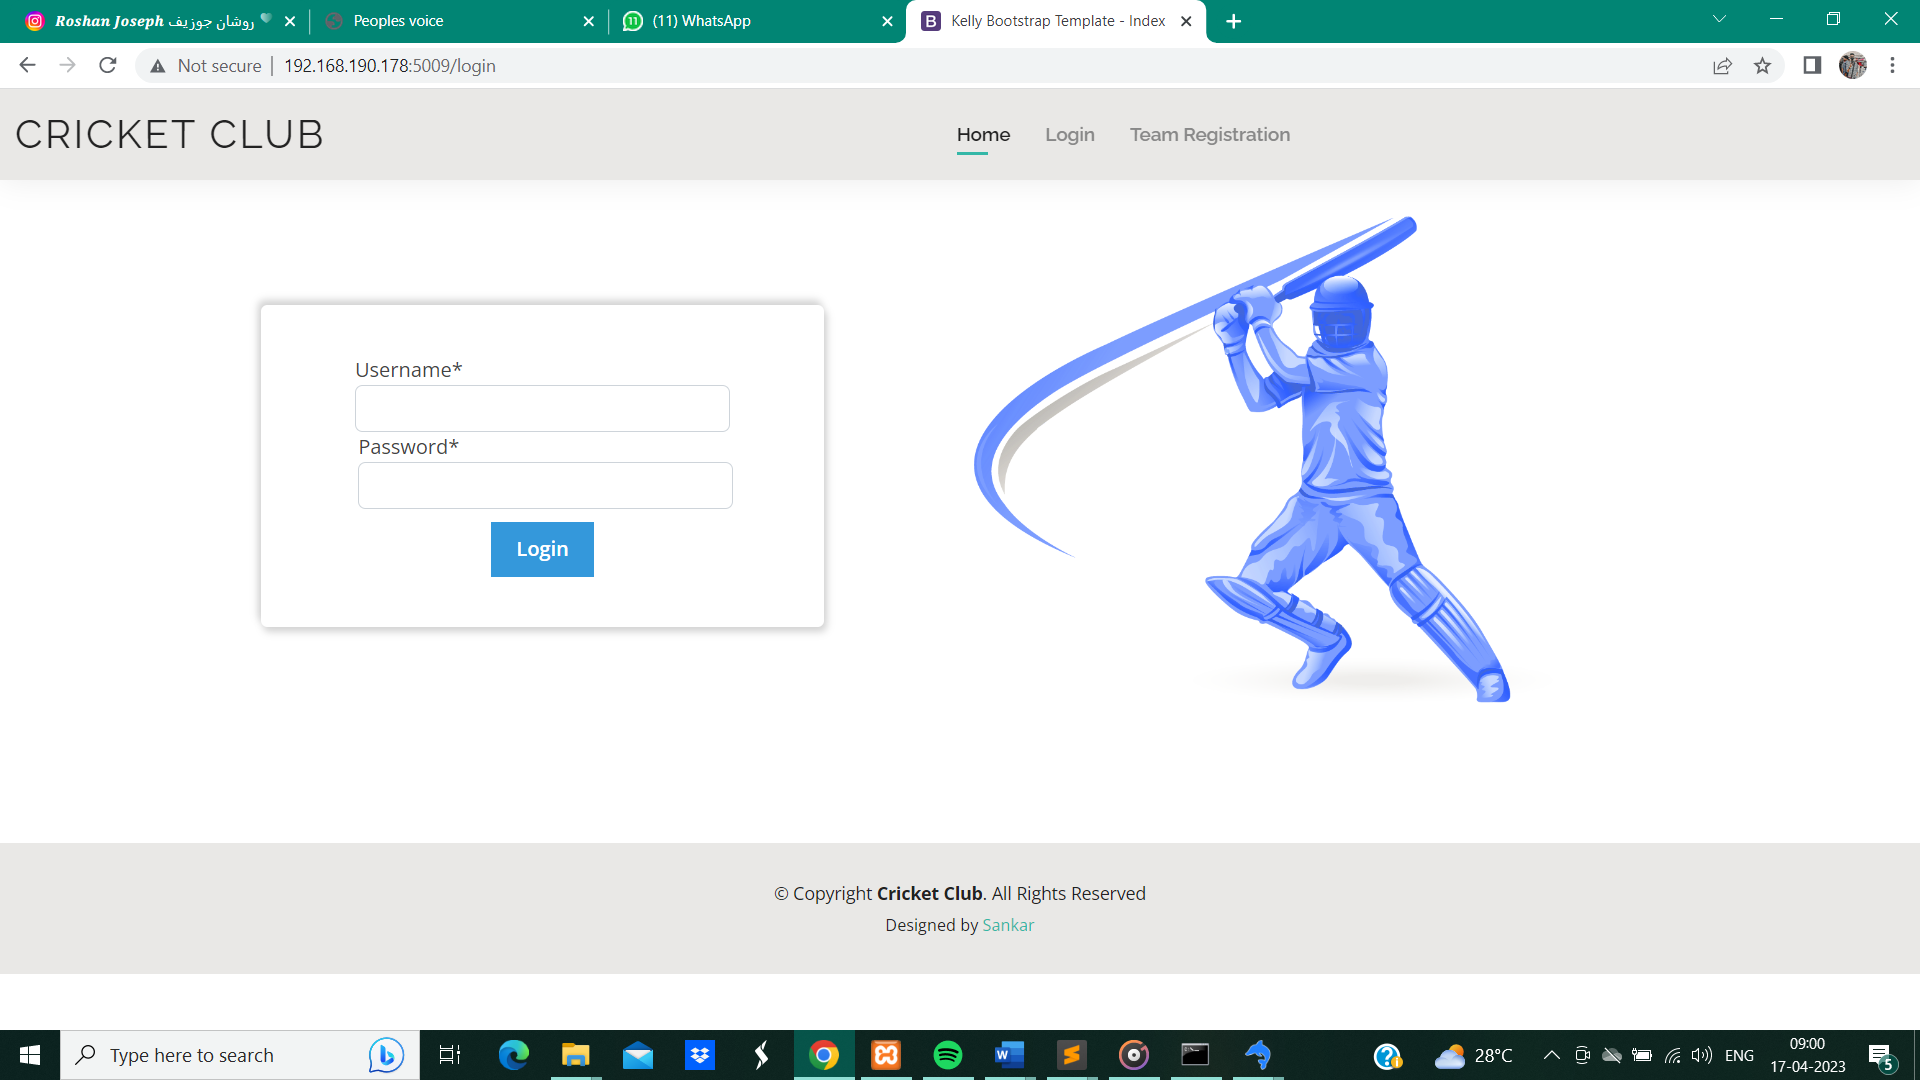 Roshan Joseph روشان جوزيف
Peoples voice
(11) WhatsApp
Kelly Bootstrap Template - Index
Not secure | 192.168.190.178:5009/login
CRICKET CLUB
Home Login Team Registration
Username*
Password*
Login
© Copyright Cricket Club. All Rights Reserved
Designed by Sankar
Type here to search
28°C
ENG
09:00
17-04-2023
5